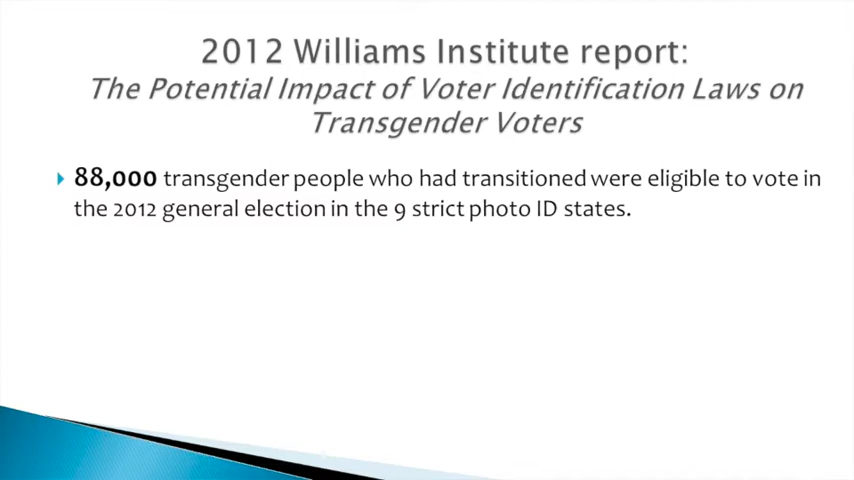 2012 Williams Institute report:
The Potential Impact of Voter Identification Laws on
Transgender Voters
88,000 transgender people who had transitioned were eligible to vote in
the 2012 general election in the 9 strict photo ID states.